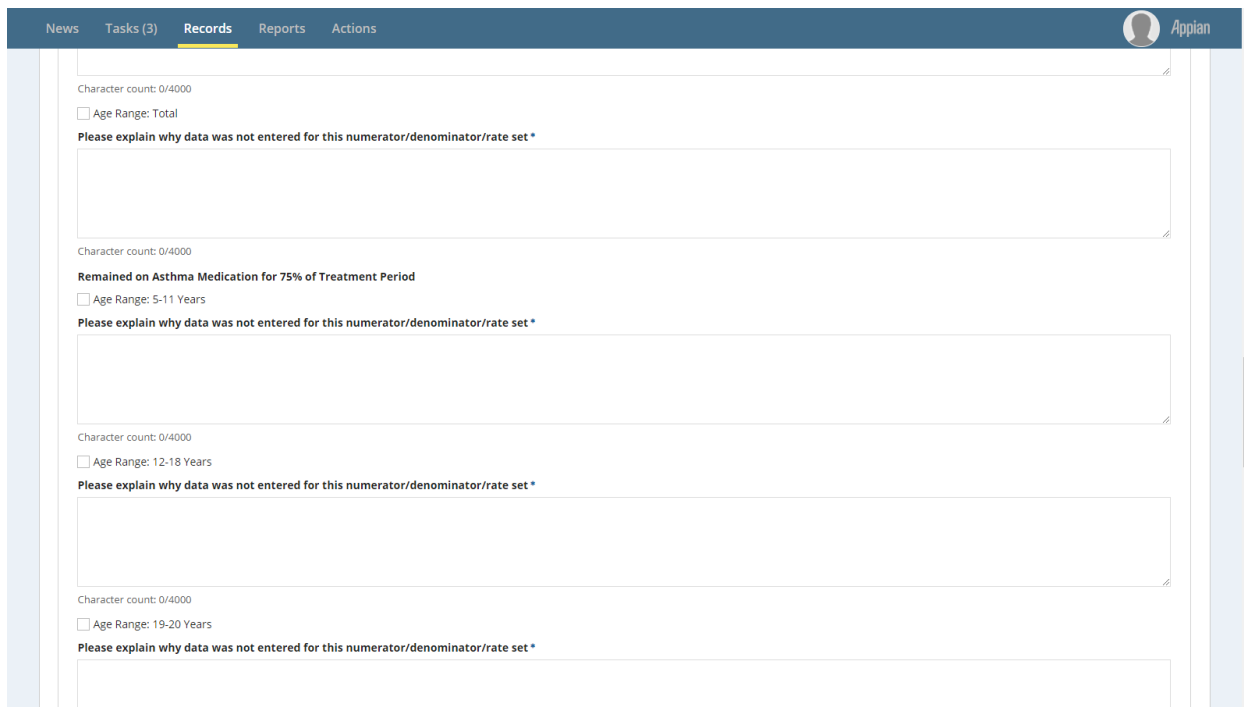 News Tasks (3) Records Reports Actions Appian
Character count: 0/4000
Age Range: Total
Please explain why data was not entered for this numerator/denominator/rate set *
Character count: 0/4000
Remained on Asthma Medication for 75% of Treatment Period
Age Range: 5-11 Years
Please explain why data was not entered for this numerator/denominator/rate set *
Character count: 0/4000
Age Range: 12-18 Years
Please explain why data was not entered for this numerator/denominator/rate set *
Character count: 0/4000
Age Range: 19-20 Years
Please explain why data was not entered for this numerator/denominator/rate set *